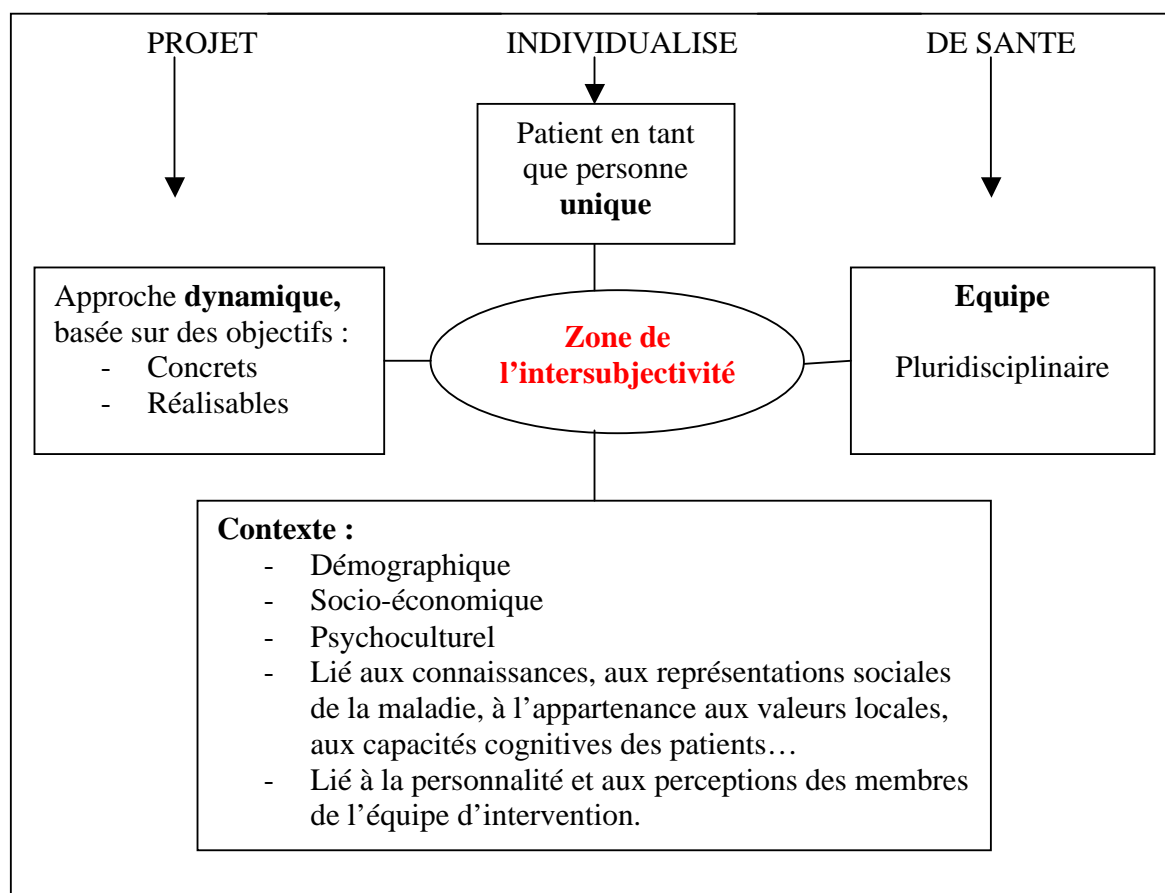 PROJET INDIVIDUALISE DE SANTE
Patient en tant
que personne
unique
Approche dynamique,
basée sur des objectifs :
- Concrets
- Réalisables
Zone de
l’intersubjectivité
Equipe
Pluridisciplinaire
Contexte :
- Démographique
- Socio-économique
- Psychoculturel
- Lié aux connaissances, aux représentations sociales
de la maladie, à l’appartenance aux valeurs locales,
aux capacités cognitives des patients…
- Lié à la personnalité et aux perceptions des membres
de l’équipe d’intervention.